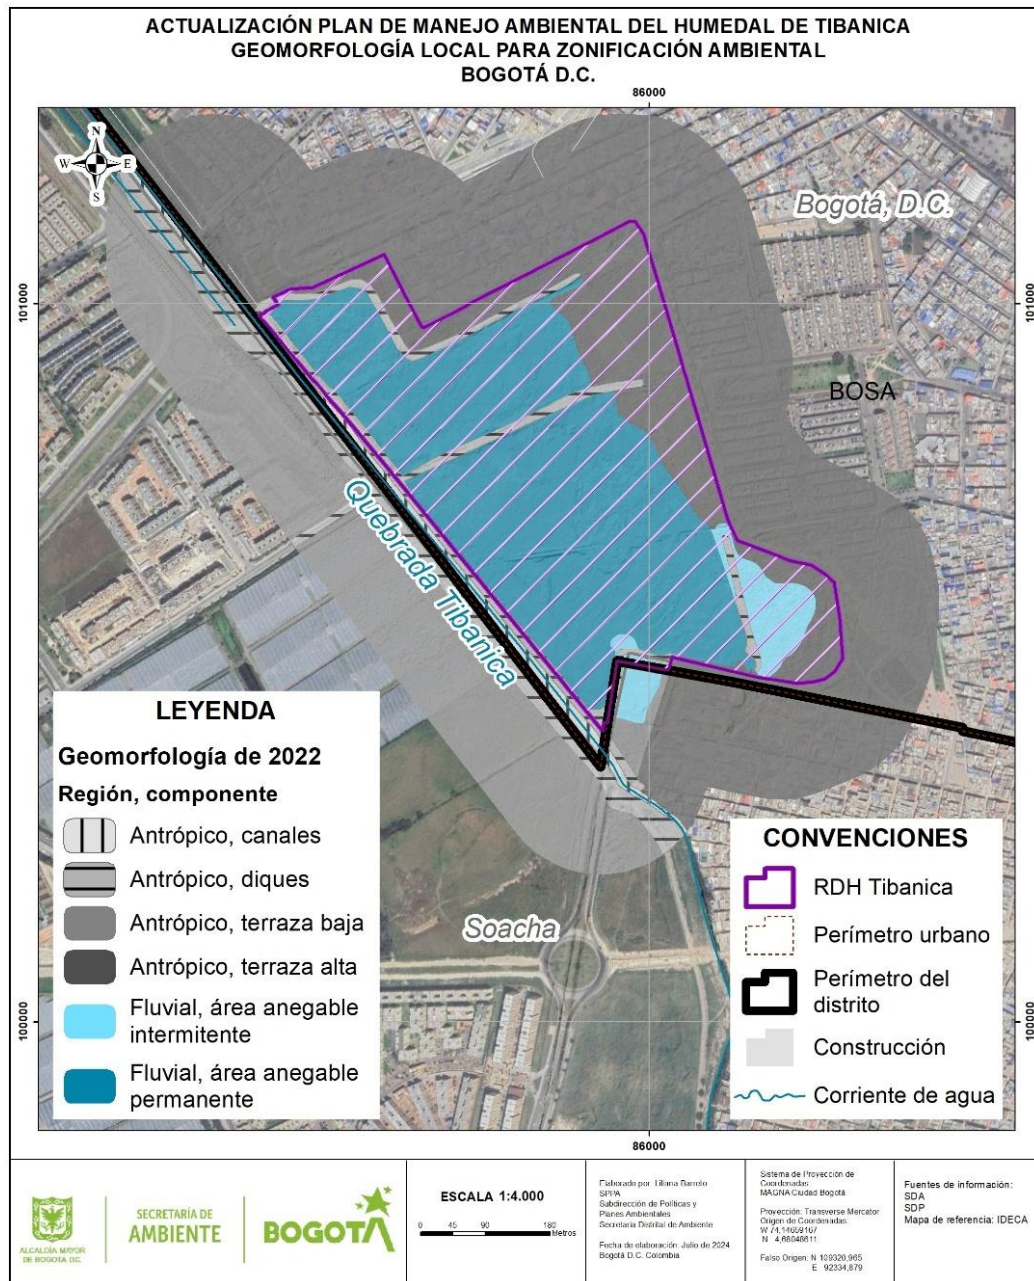 ACTUALIZACIÓN PLAN DE MANEJO AMBIENTAL DEL HUMEDAL DE TIBANICA
GEOMORFOLOGÍA LOCAL PARA ZONIFICACIÓN AMBIENTAL
BOGOTÁ D.C.
86000
N
W E
S
Bogotá, D.C.
101000
101000
BOSA
Quebrada Tibanica
Soacha
LEYENDA
Geomorfología de 2022
Región, componente
Antrópico, canales
Antrópico, diques
Antrópico, terraza baja
Antrópico, terraza alta
Fluvial, área anegable
intermitente
Fluvial, área anegable
permanente
CONVENCIONES
RDH Tibanica
Perímetro urbano
Perímetro del
distrito
Construcción
Corriente de agua
100000
100000
86000
ALCALDÍA MAYOR
DE BOGOTÁ D.C.
SECRETARÍA DE
AMBIENTE
BOGOTÁ
ESCALA 1:4.000
0 45 90 180
Metros
Elaborado por: Liliana Barreto
SPPA
Subdirección de Políticas y
Planes Ambientales
Secretaría Distrital de Ambiente
Fecha de elaboración: Julio de 2024
Bogotá D.C. Colombia
Sistema de Proyección de
Coordenadas
MAGNA Ciudad Bogotá
Proyección: Transverse Mercator
Origen de Coordenadas:
W 74,14659167
N 4,68048611
Falso Origen: N 109320,965
E 92334,879
Fuentes de información:
SDA
SDP
Mapa de referencia: IDECA